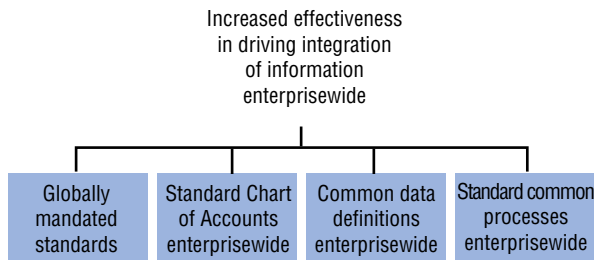 Increased effectiveness
in driving integration
of information
enterprisewide
Globally
mandated
standards
Standard Chart
of Accounts
enterprisewide
Common data
definitions
enterprisewide
Standard common
processes
enterprisewide